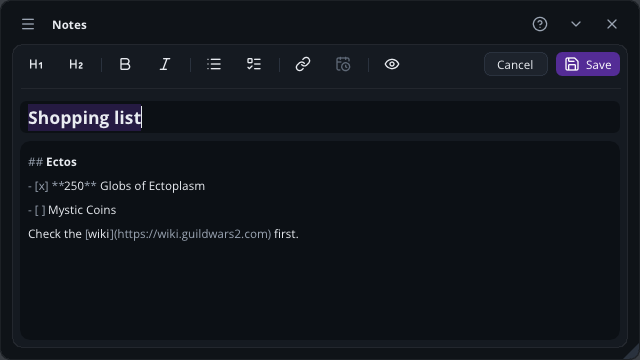 Notes
H1 H2 B I Cancel Save
Shopping list
## Ectos
- [x] **250** Globs of Ectoplasm
- [ ] Mystic Coins
Check the [wiki](https://wiki.guildwars2.com) first.